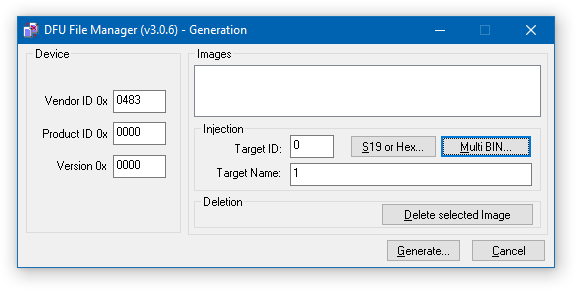 DFU File Manager (v3.0.6) - Generation
Device
Vendor ID 0x 0483
Product ID 0x 0000
Version 0x 0000
Images
Injection
Target ID: 0 S19 or Hex... Multi BIN...
Target Name: 1
Deletion
Delete selected Image
Generate... Cancel